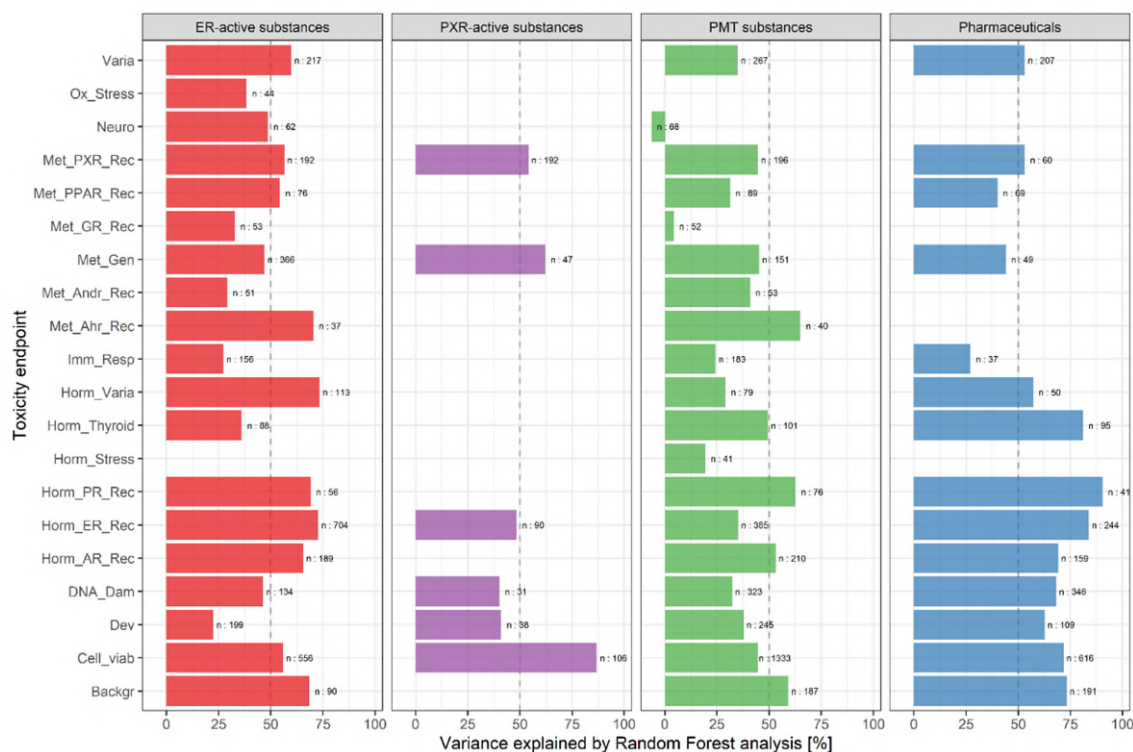 ER-active substances PXR-active substances PMT substances Pharmaceuticals
Toxicity endpoint
Varia n : 217 n : 267 n : 207
Ox_Stress n : 44
Neuro n : 62 n : 68
Met_PXR_Rec n : 192 n : 192 n : 196 n : 60
Met_PPAR_Rec n : 76 n : 89 n : 69
Met_GR_Rec n : 53 n : 52
Met_Gen n : 366 n : 47 n : 151 n : 49
Met_Andr_Rec n : 51 n : 53
Met_Ahr_Rec n : 37 n : 40
Imm_Resp n : 156 n : 183 n : 37
Horm_Varia n : 113 n : 79 n : 50
Horm_Thyroid n : 88 n : 101 n : 95
Horm_Stress n : 41
Horm_PR_Rec n : 56 n : 76 n : 41
Horm_ER_Rec n : 704 n : 90 n : 385 n : 244
Horm_AR_Rec n : 189 n : 210 n : 159
DNA_Dam n : 134 n : 31 n : 323 n : 346
Dev n : 199 n : 38 n : 245 n : 109
Cell_viab n : 556 n : 106 n : 1333 n : 616
Backgr n : 90 n : 187 n : 191
0 25 50 75 100 0 25 50 75 100 0 25 50 75 100 0 25 50 75 100
Variance explained by Random Forest analysis [%]